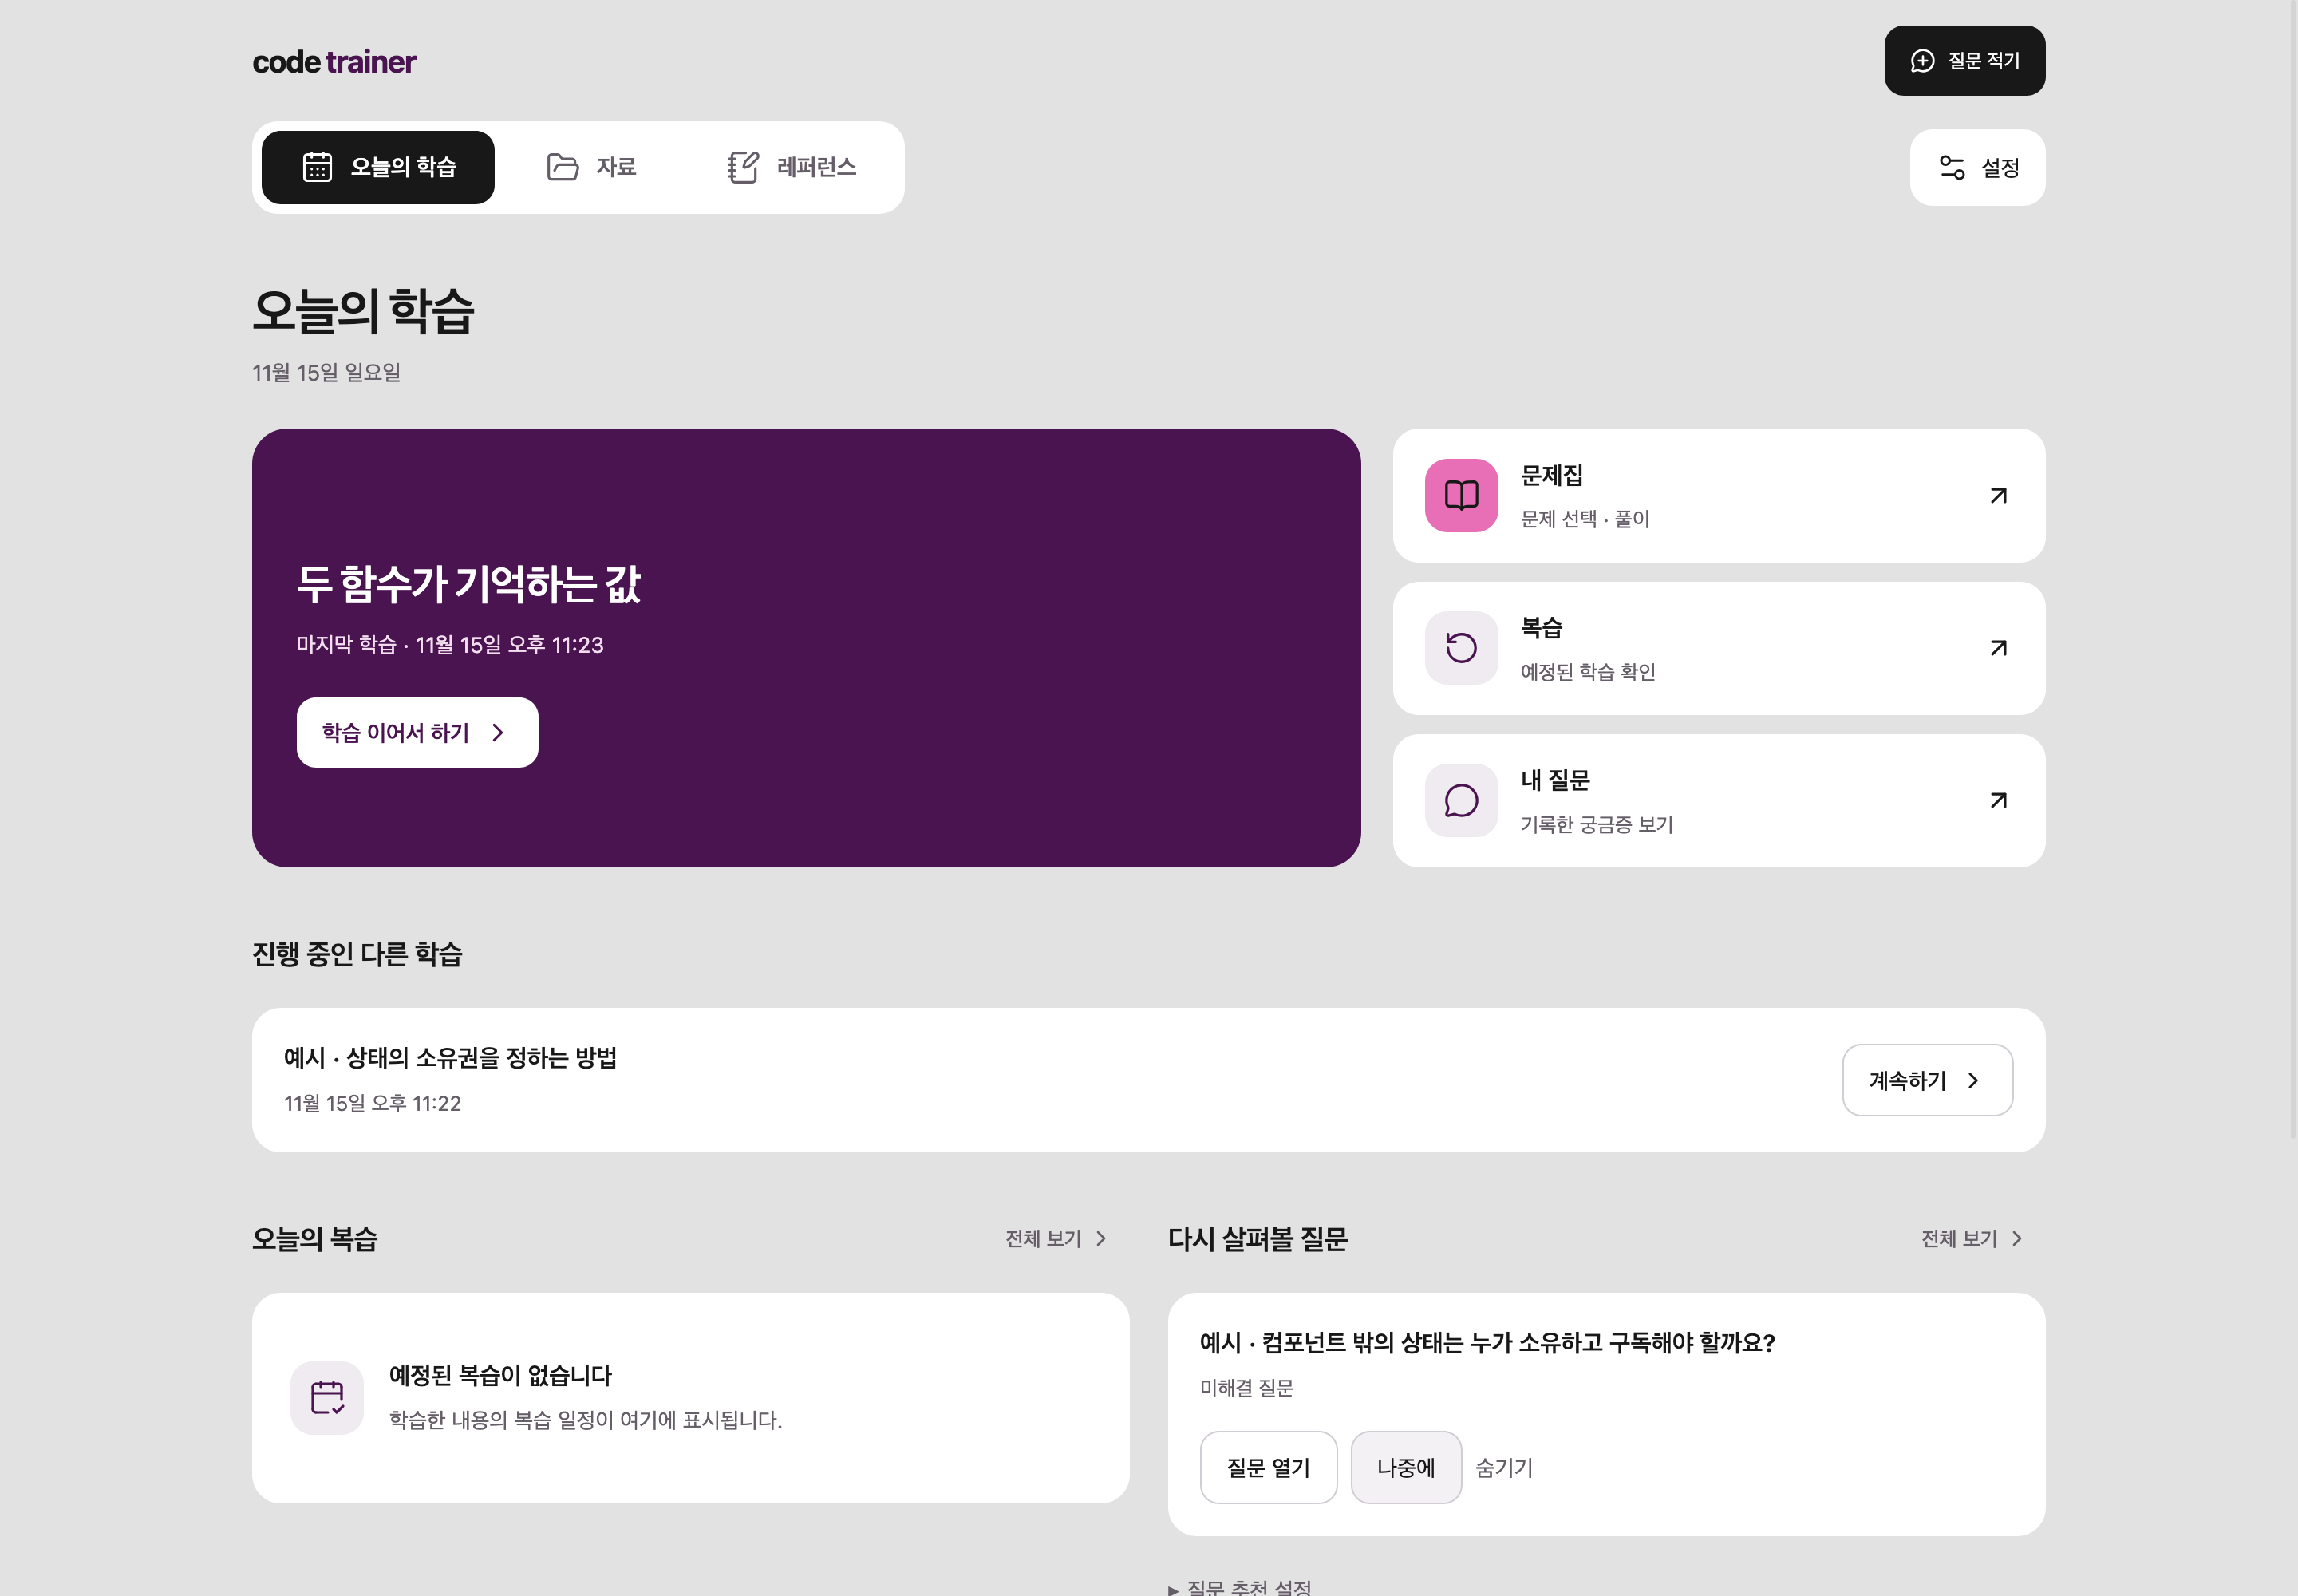 code trainer
질문 적기
오늘의 학습
자료
레퍼런스
설정
오늘의 학습
11월 15일 일요일
두 함수가 기억하는 값
마지막 학습 · 11월 15일 오후 11:23
학습 이어서 하기
문제집
문제 선택 · 풀이
복습
예정된 학습 확인
내 질문
기록한 궁금증 보기
진행 중인 다른 학습
예시 · 상태의 소유권을 정하는 방법
11월 15일 오후 11:22
계속하기
오늘의 복습
전체 보기
예정된 복습이 없습니다
학습한 내용의 복습 일정이 여기에 표시됩니다.
다시 살펴볼 질문
전체 보기
예시 · 컴포넌트 밖의 상태는 누가 소유하고 구독해야 할까요?
미해결 질문
질문 열기
나중에
숨기기
질문 추천 설정